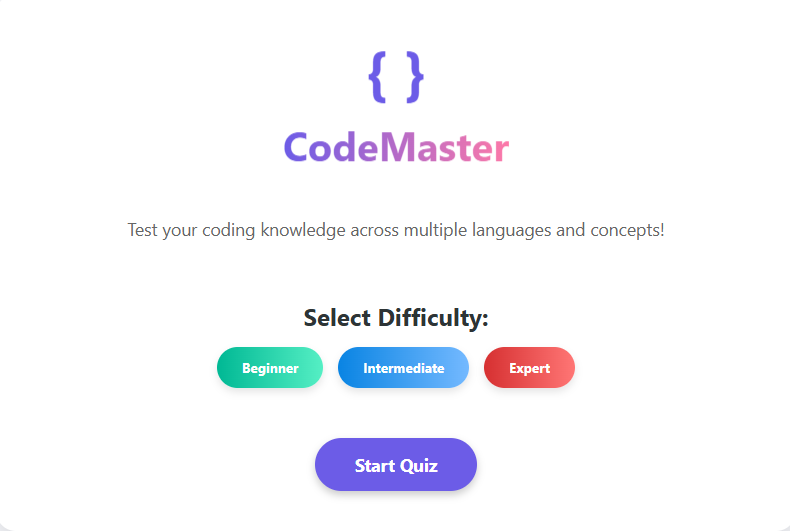 { }
CodeMaster
Test your coding knowledge across multiple languages and concepts!
Select Difficulty:
Beginner Intermediate Expert
Start Quiz